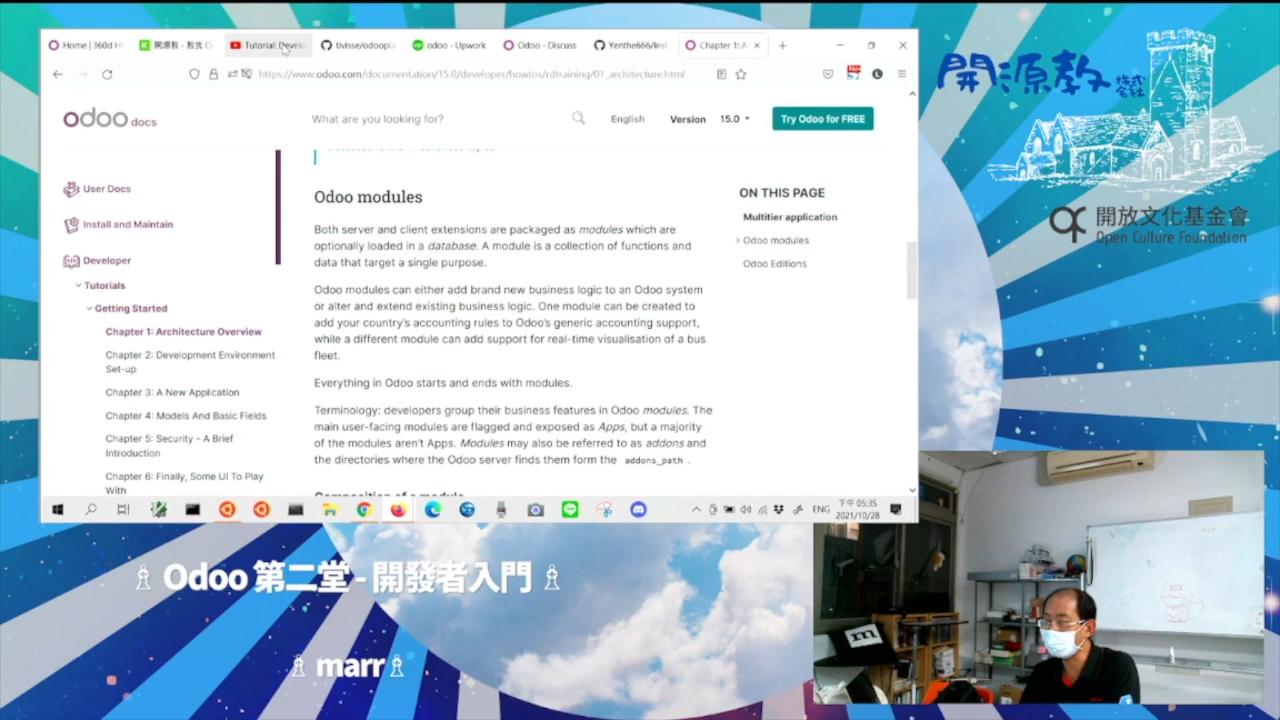 Home | 360d H
開源教 - 教族 O
Tutorial: Develo
tivisse/odoopla
odoo - Upwork
Odoo - Discuss
Yenthe666/Inst
Chapter 1: A
https://www.odoo.com/documentation/15.0/developer/howtos/rdtraining/01_architecture.html
New
odoo docs
What are you looking for?
English
Version 15.0
Try Odoo for FREE
User Docs
Install and Maintain
Developer
Tutorials
Getting Started
Chapter 1: Architecture Overview
Chapter 2: Development Environment
Set-up
Chapter 3: A New Application
Chapter 4: Models And Basic Fields
Chapter 5: Security - A Brief
Introduction
Chapter 6: Finally, Some UI To Play
With
Odoo modules
Both server and client extensions are packaged as modules which are
optionally loaded in a database. A module is a collection of functions and
data that target a single purpose.
Odoo modules can either add brand new business logic to an Odoo system
or alter and extend existing business logic. One module can be created to
add your country's accounting rules to Odoo's generic accounting support,
while a different module can add support for real-time visualisation of a bus
fleet.
Everything in Odoo starts and ends with modules.
Terminology: developers group their business features in Odoo modules. The
main user-facing modules are flagged and exposed as Apps, but a majority
of the modules aren't Apps. Modules may also be referred to as addons and
the directories where the Odoo server finds them form the addons_path .
Composition of a module
ON THIS PAGE
Multitier application
Odoo modules
Odoo Editions
ENG
下午 05:35
2021/10/28
開源教 株式会社
開放文化基金會
Open Culture Foundation
Odoo 第二堂 - 開發者入門
marr
m